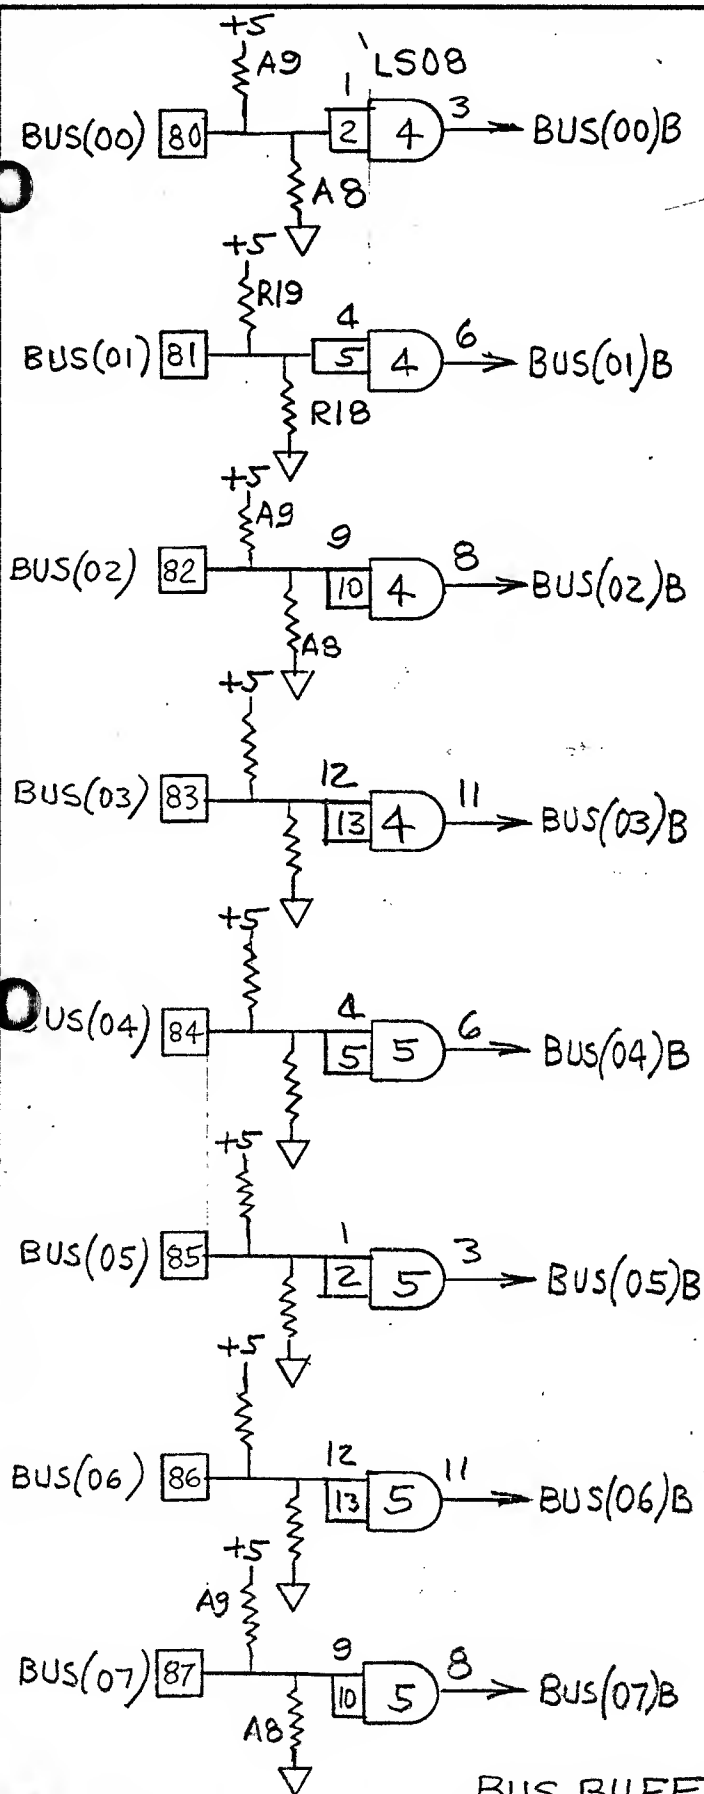 +5
A9 LS08
1
BUS(00) 80 2 4 3 BUS(00)B
A8
+5
R19
4
BUS(01) 81 5 4 6 BUS(01)B
R18
+5
A9
9
BUS(02) 82 10 4 8 BUS(02)B
A8
+5
12
BUS(03) 83 13 4 11 BUS(03)B
+5
4
US(04) 84 5 5 6 BUS(04)B
+5
1
BUS(05) 85 2 5 3 BUS(05)B
+5
12
BUS(06) 86 13 5 11 BUS(06)B
+5
A9
9
BUS(07) 87 10 5 8 BUS(07)B
A8
BUS BUFF